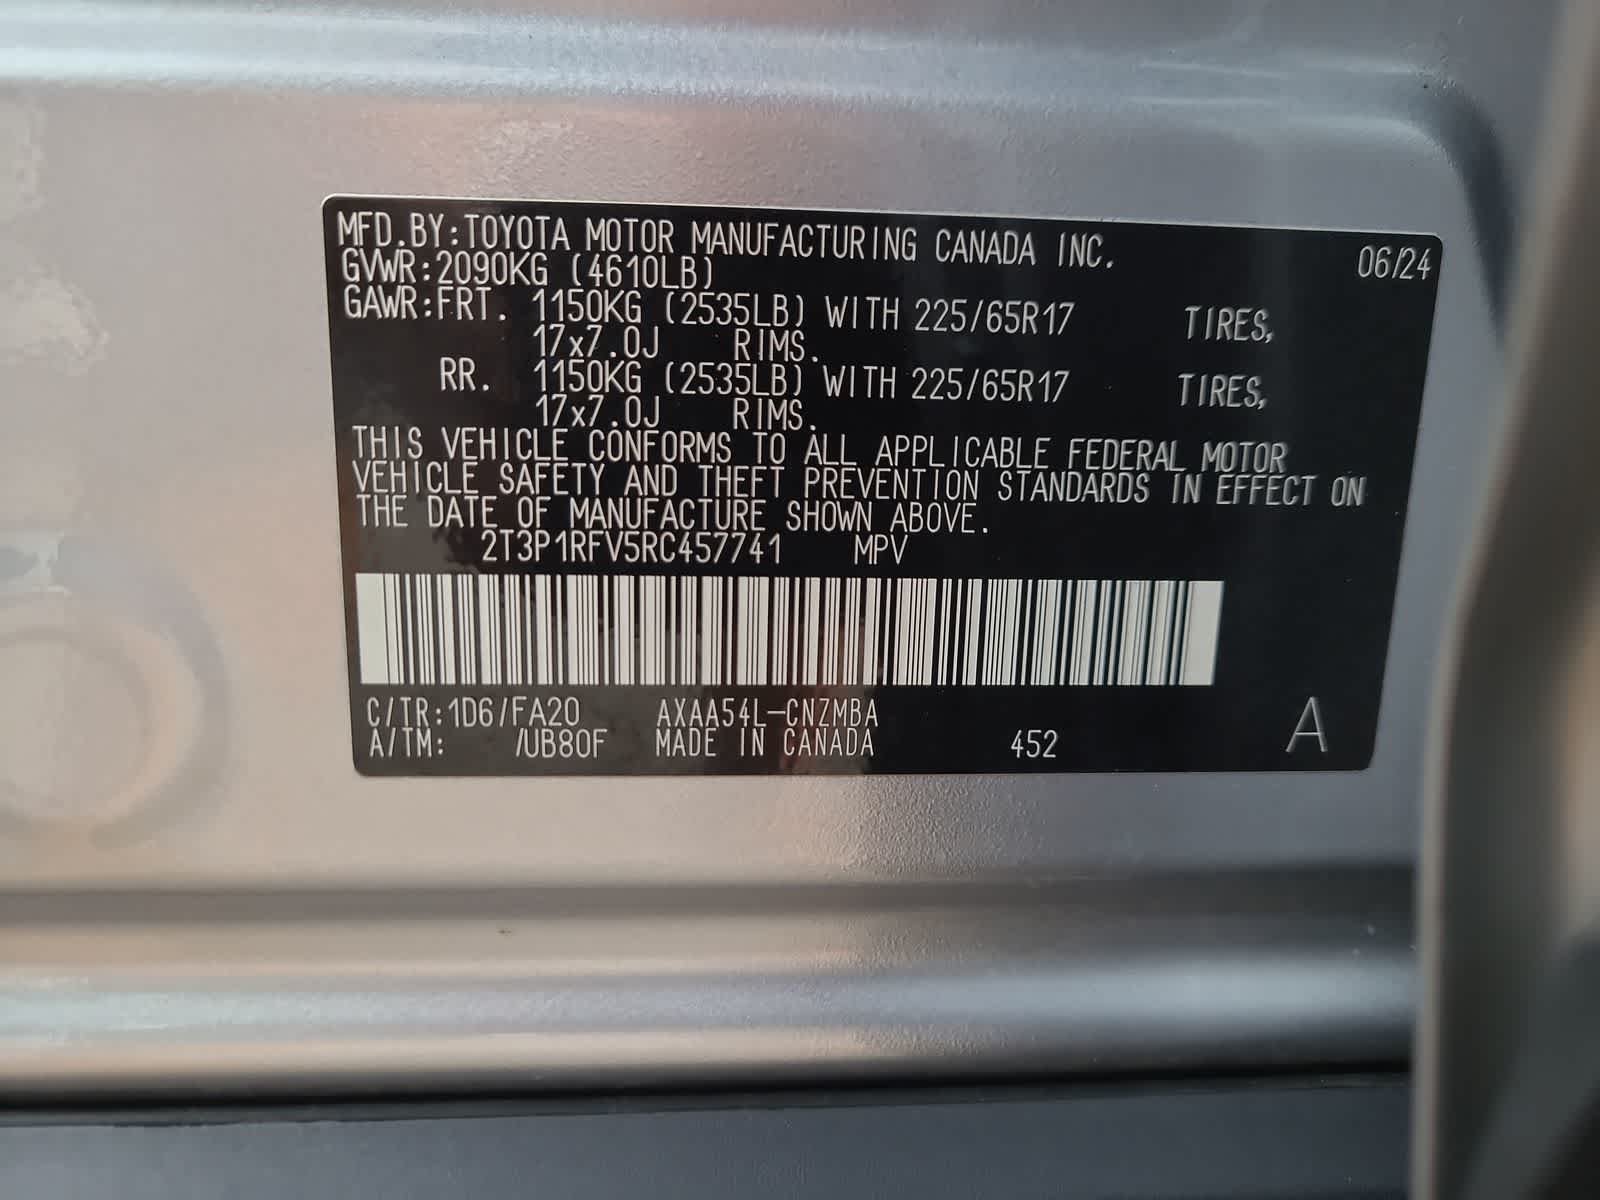 MFD.BY:TOYOTA MOTOR MANUFACTURING CANADA INC. 06/24
GVWR:2090KG (4610LB)
GAWR:FRT. 1150KG (2535LB) WITH 225/65R17 TIRES,
17x7.0J RIMS.
RR. 1150KG (2535LB) WITH 225/65R17 TIRES,
17x7.0J RIMS.
THIS VEHICLE CONFORMS TO ALL APPLICABLE FEDERAL MOTOR
VEHICLE SAFETY AND THEFT PREVENTION STANDARDS IN EFFECT ON
THE DATE OF MANUFACTURE SHOWN ABOVE.
2T3P1RFV5RC457741 MPV
C/TR:1D6/FA20 AXAA54L-CNZMBA
A/TM: /UB80F MADE IN CANADA 452 A